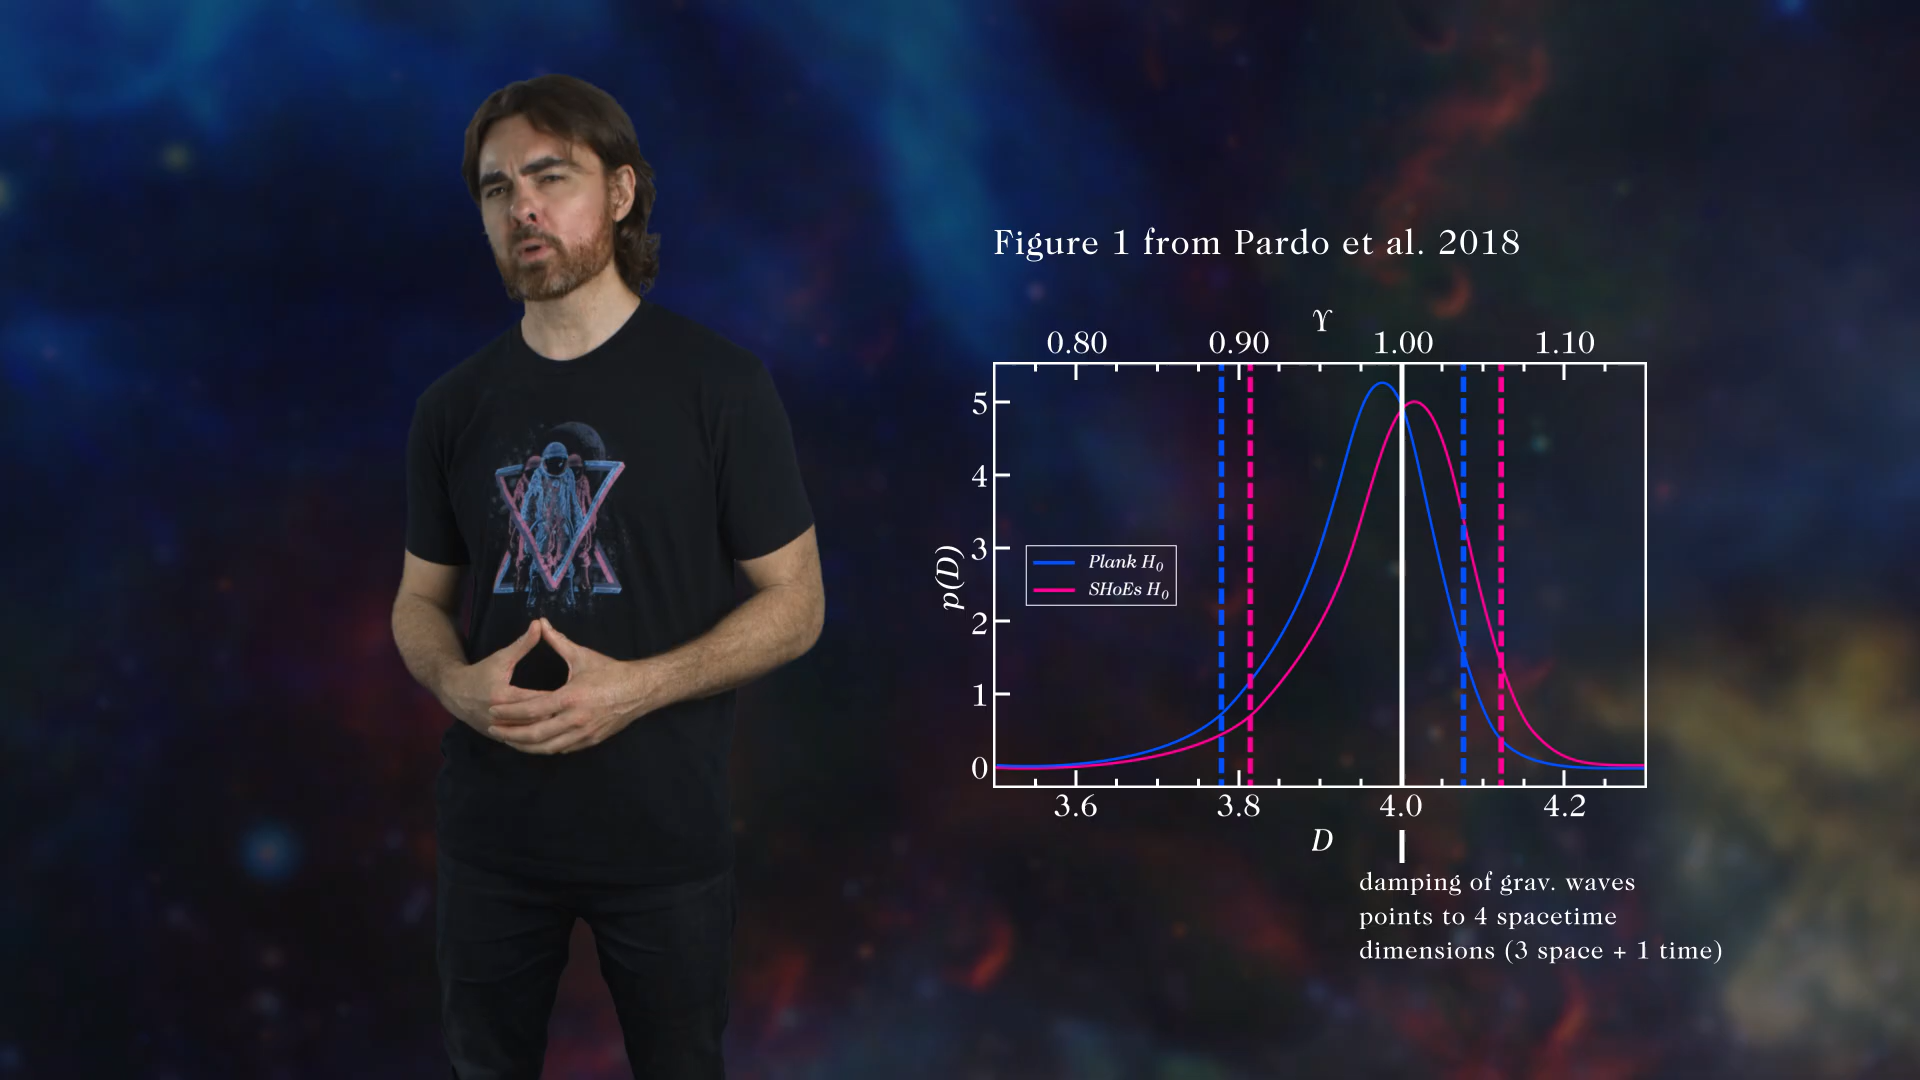 Figure 1 from Pardo et al. 2018
ϒ
0.80 0.90 1.00 1.10
5
4
3
2
1
0
p(D)
Plank H₀
SHoEs H₀
3.6 3.8 4.0 4.2
D
damping of grav. waves
points to 4 spacetime
dimensions (3 space + 1 time)